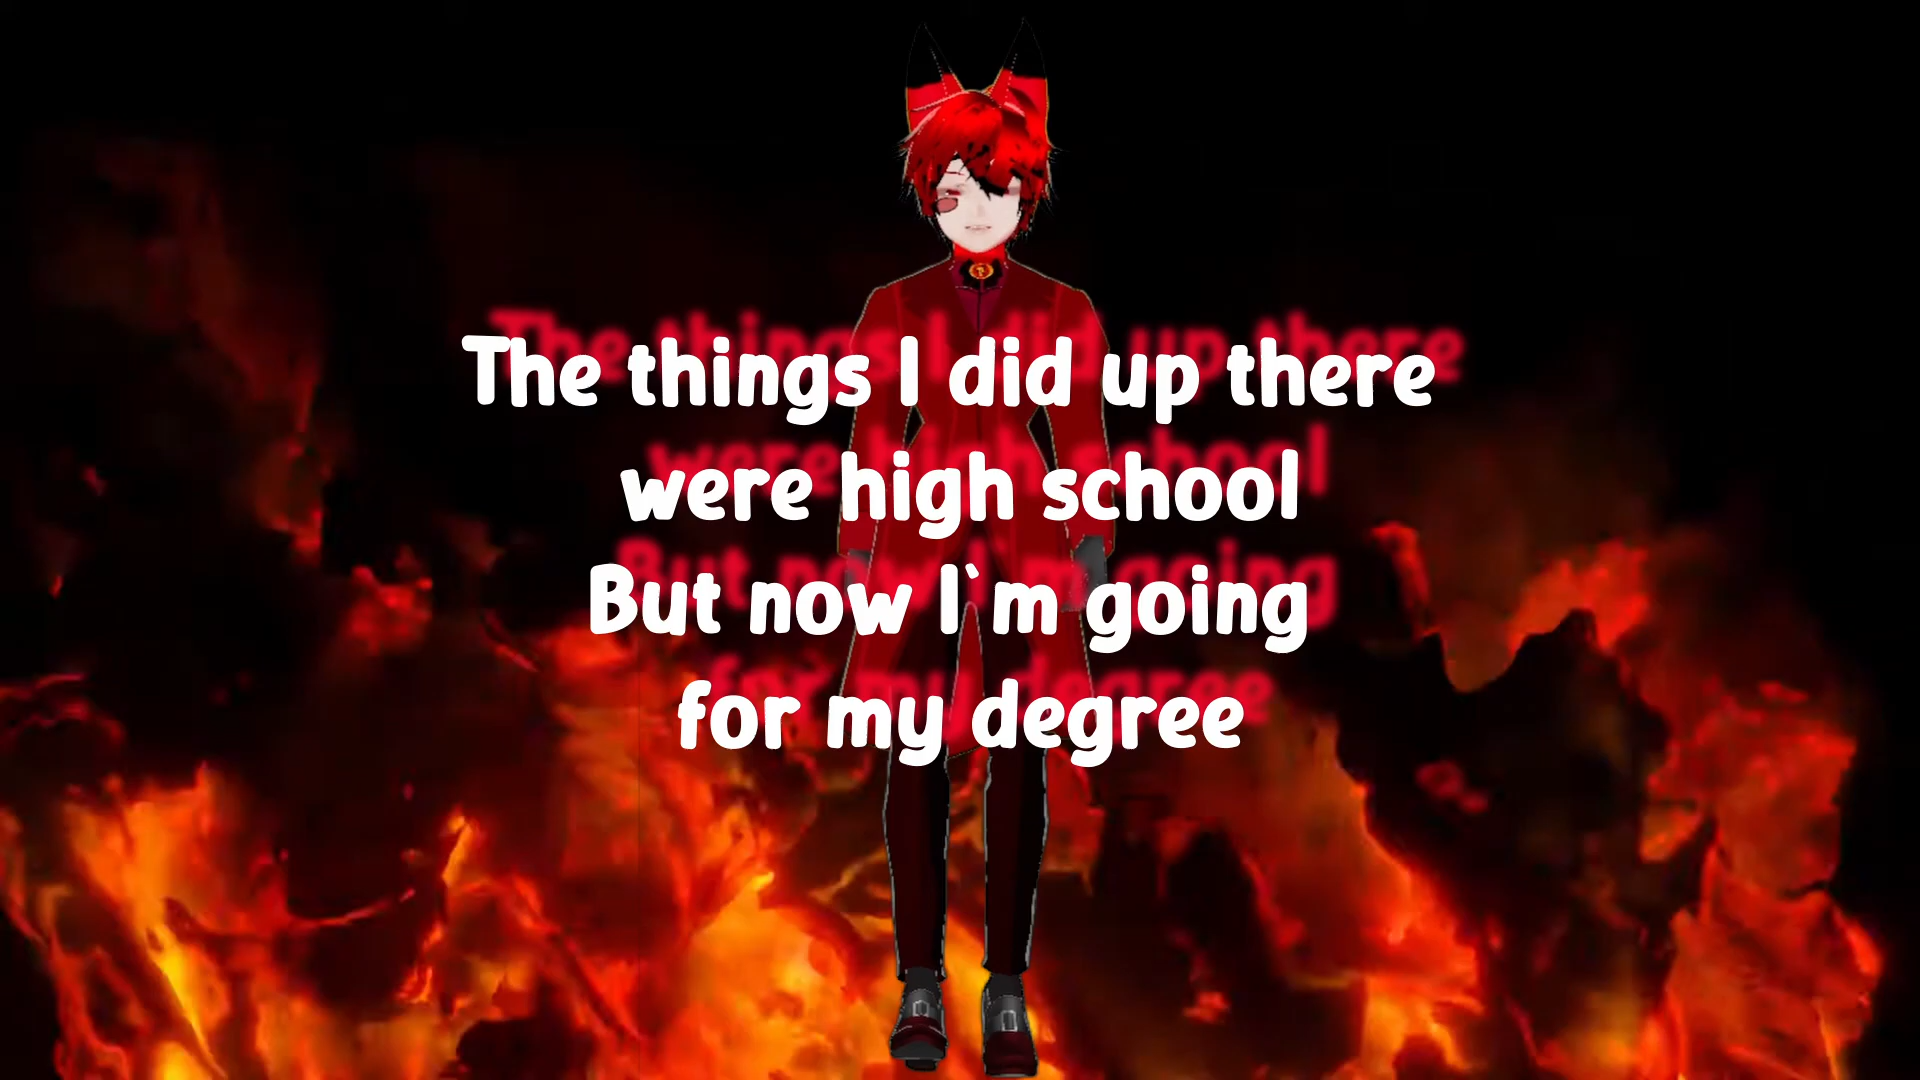 The things I did up there
were high school
But now I`m going
for my degree